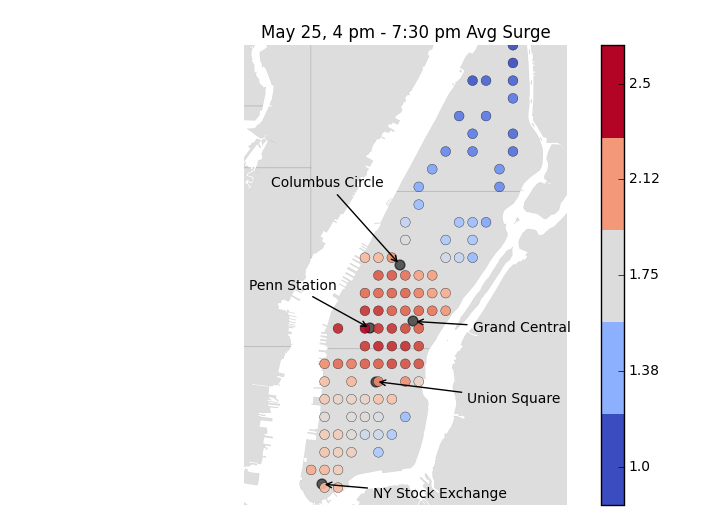 May 25, 4 pm - 7:30 pm Avg Surge
2.5
2.12
Columbus Circle
1.75
Penn Station
Grand Central
1.38
Union Square
1.0
NY Stock Exchange